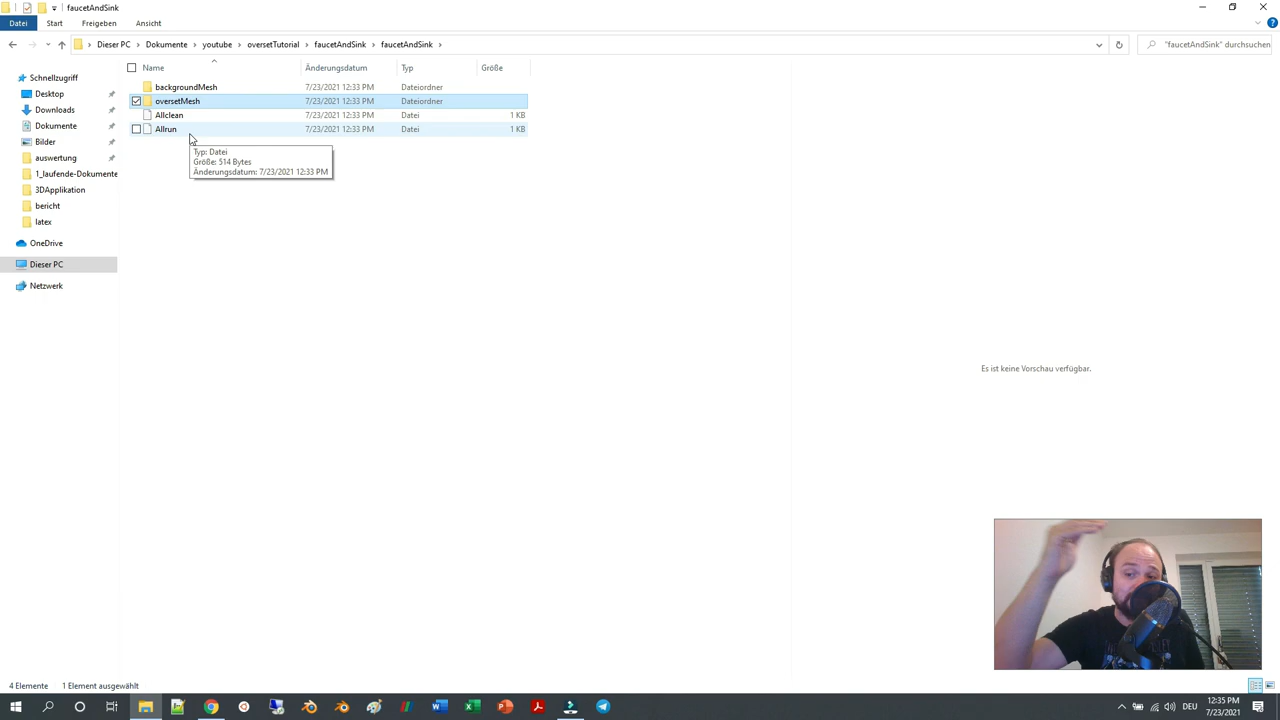 faucetAndSink
Datei Start Freigeben Ansicht
Dieser PC Dokumente youtube oversetTutorial faucetAndSink faucetAndSink "faucetAndSink" durchsuchen
Name Änderungsdatum Typ Größe
Schnellzugriff
Desktop
Downloads
Dokumente
Bilder
auswertung
1_laufende-Dokumente
3DApplikation
bericht
latex
OneDrive
Dieser PC
Netzwerk
backgroundMesh 7/23/2021 12:33 PM Dateiordner
oversetMesh 7/23/2021 12:33 PM Dateiordner
Allclean 7/23/2021 12:33 PM Datei 1 KB
Allrun 7/23/2021 12:33 PM Datei 1 KB
Typ: Datei
Größe: 514 Bytes
Änderungsdatum: 7/23/2021 12:33 PM
Es ist keine Vorschau verfügbar.
4 Elemente 1 Element ausgewählt
DEU 12:35 PM
7/23/2021